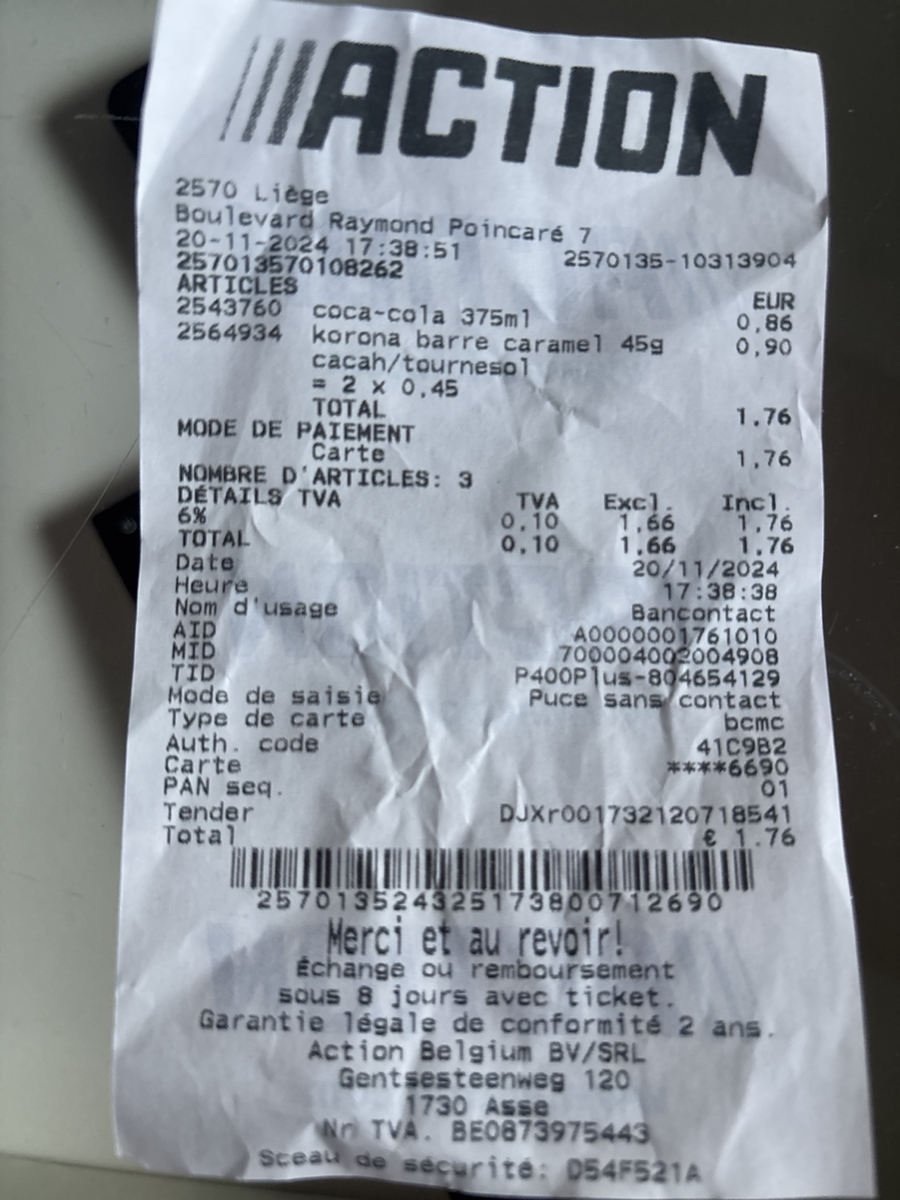 ACTION
2570 Liège
Boulevard Raymond Poincaré 7
20-11-2024 17:38:51 2570135-10313904
257013570108262
ARTICLES EUR
2543760 coca-cola 375ml 0,86
2564934 korona barre caramel 45g 0,90
cacah/tournesol
= 2 x 0,45
TOTAL 1,76
MODE DE PAIEMENT
Carte 1,76
NOMBRE D'ARTICLES: 3
DÉTAILS TVA TVA Excl. Incl.
6% 0,10 1,66 1,76
TOTAL 0,10 1,66 1,76
Date 20/11/2024
Heure 17:38:38
Nom d'usage Bancontact
AID A0000001761010
MID 700004002004908
TID P400Plus-804654129
Mode de saisie Puce sans contact
Type de carte bcmc
Auth. code 41C9B2
Carte ****6690
PAN seq. 01
Tender DJXr001732120718541
Total € 1.76
257013524325173800712690
Merci et au revoir!
Échange ou remboursement
sous 8 jours avec ticket.
Garantie légale de conformité 2 ans.
Action Belgium BV/SRL
Gentsesteenweg 120
1730 Asse
Nr TVA. BE0873975443
Sceau de sécurité: D54F521A